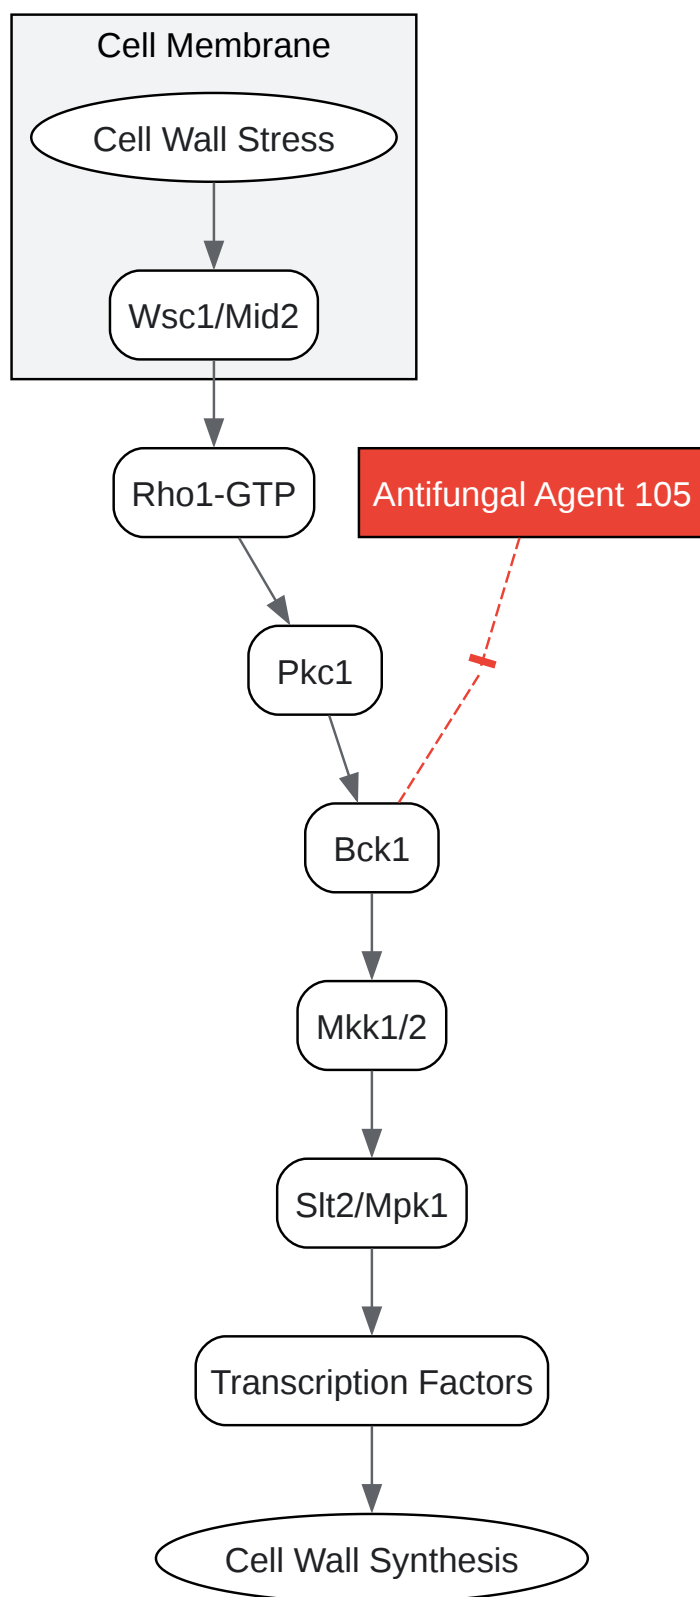 Cell Membrane
Cell Wall Stress
Wsc1/Mid2
Rho1-GTP
Antifungal Agent 105
Pkc1
Bck1
Mkk1/2
Slt2/Mpk1
Transcription Factors
Cell Wall Synthesis